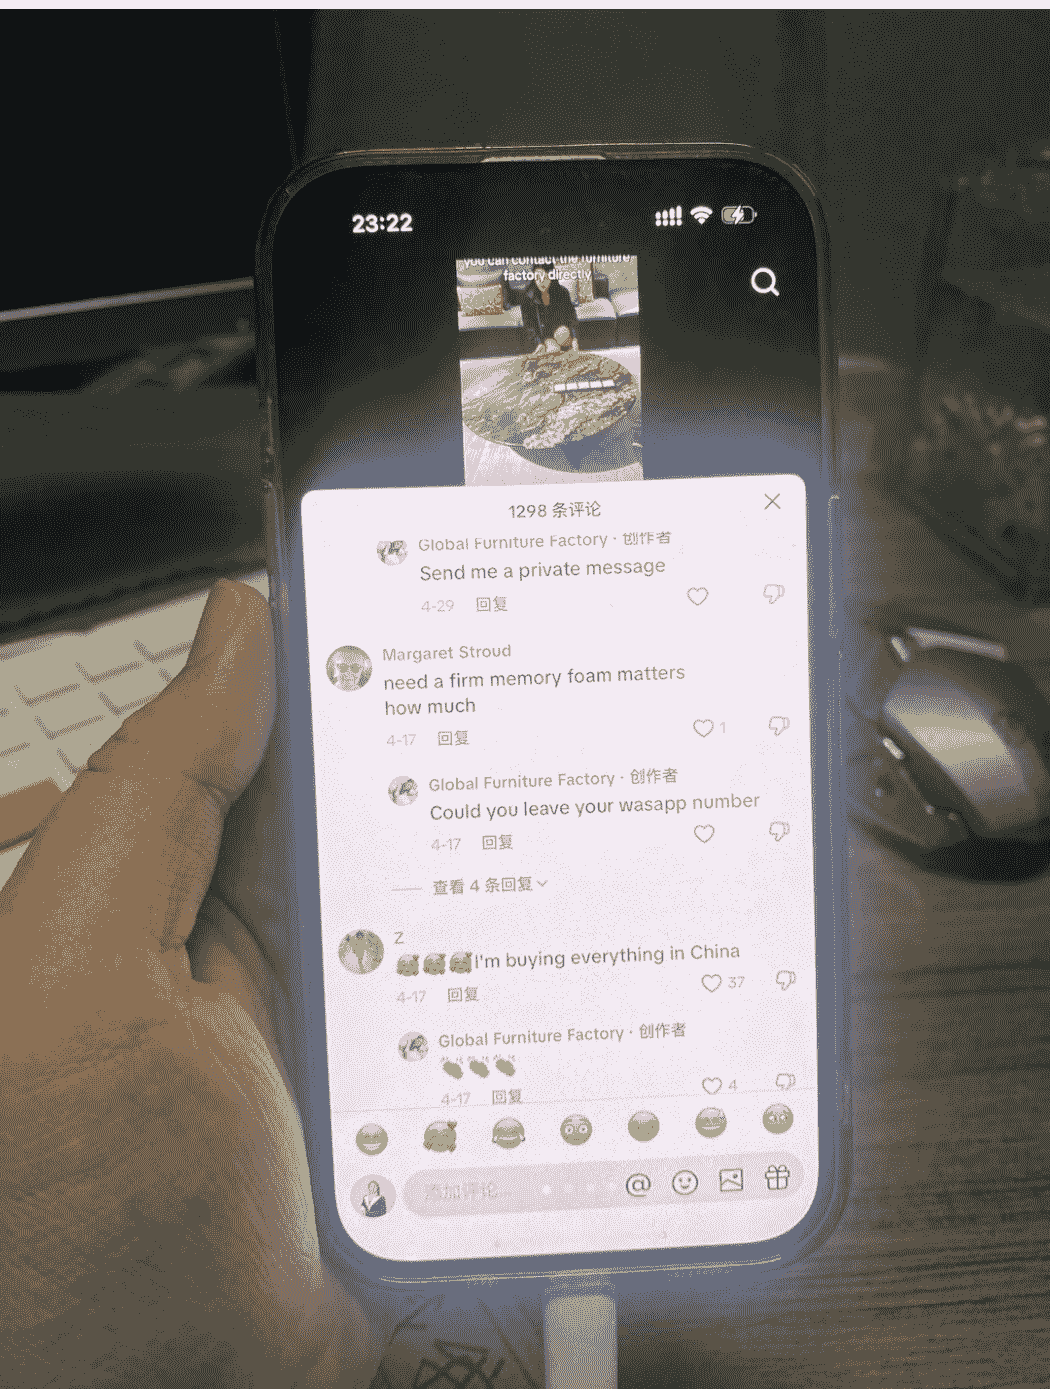 23:22
you can contact the furniture
factory directly
1298 条评论
Global Furniture Factory · 创作者
Send me a private message
4-29 回复
Margaret Stroud
need a firm memory foam matters
how much
4-17 回复 1
Global Furniture Factory · 创作者
Could you leave your wasapp number
4-17 回复
查看 4 条回复
Z
🥰🥰🥰I'm buying everything in China
4-17 回复 37
Global Furniture Factory · 创作者
👏👏👏
4-17 回复 4
添加评论...